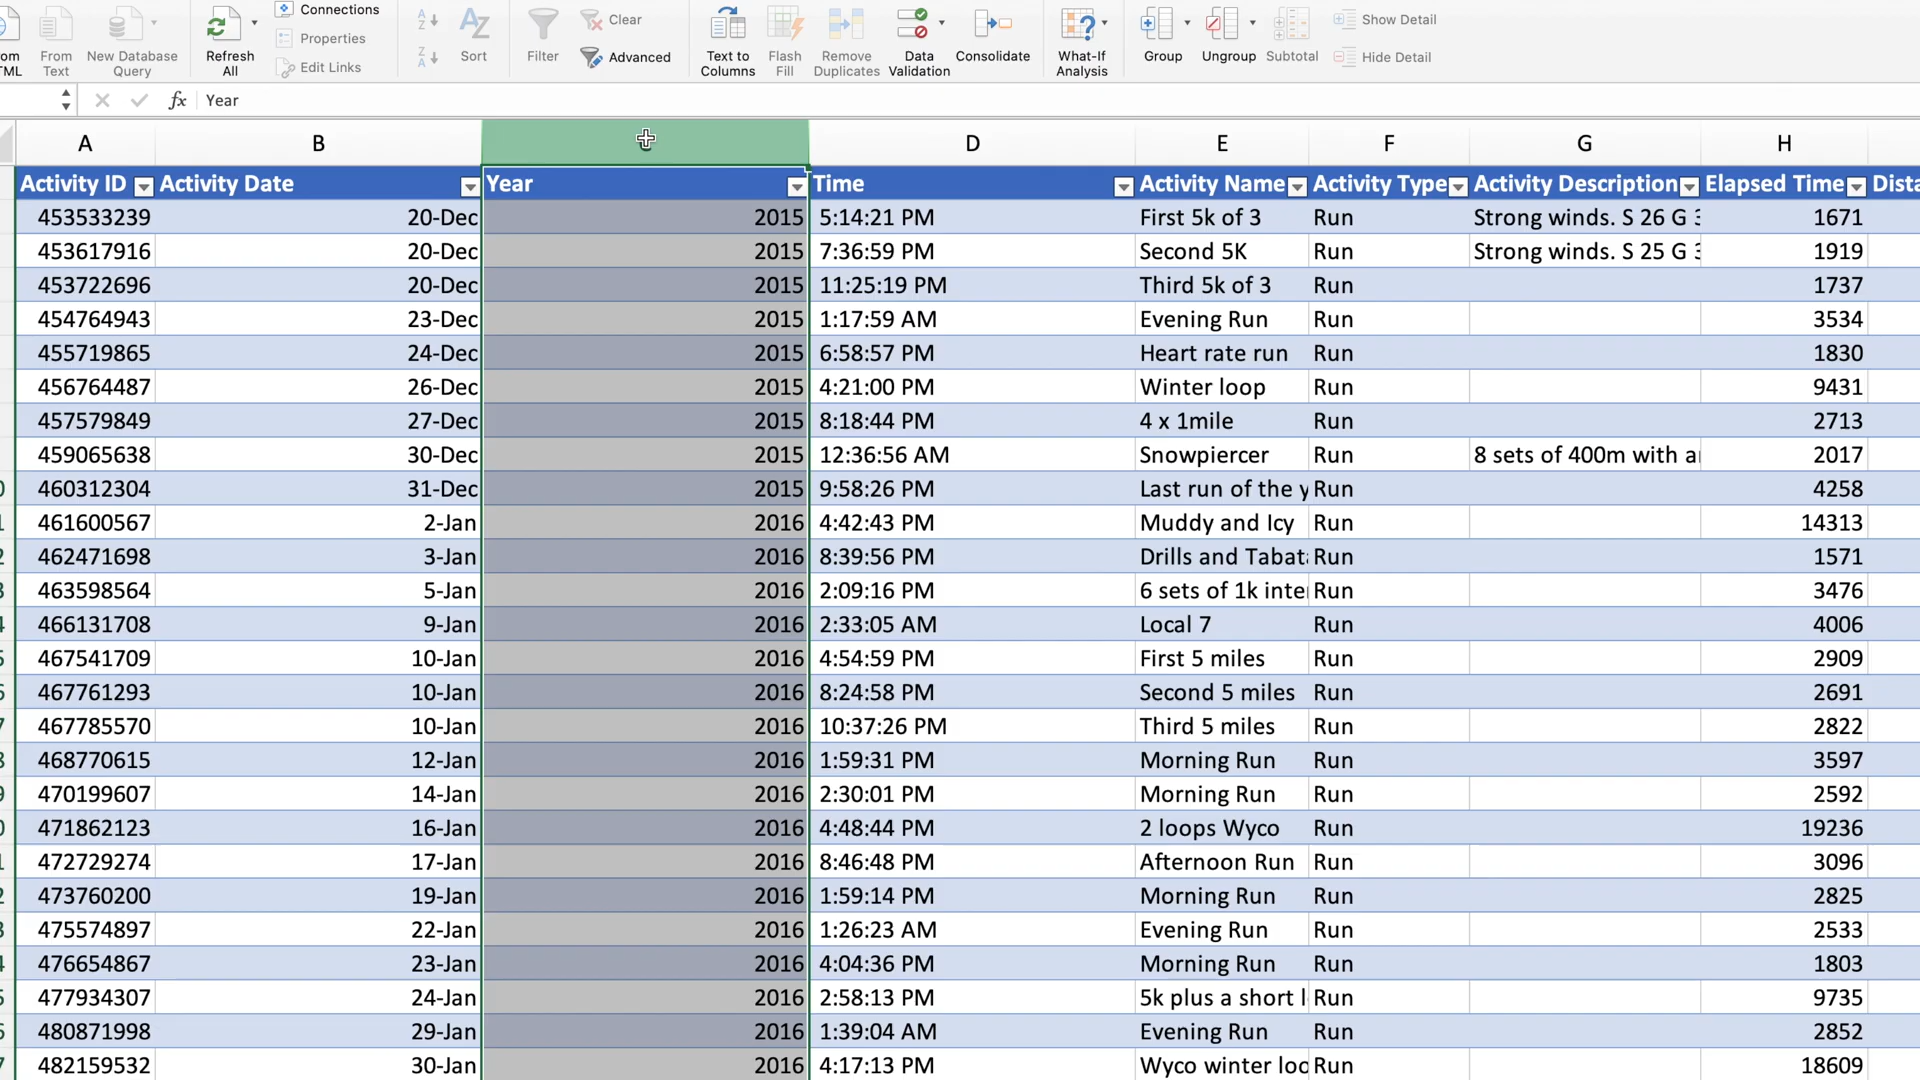 Connections
Properties
Edit Links
From
Text
New Database
Query
Refresh
All
Sort
Filter
Clear
Advanced
Text to
Columns
Flash
Fill
Remove
Duplicates
Data
Validation
Consolidate
What-If
Analysis
Group
Ungroup
Subtotal
Show Detail
Hide Detail
fx Year
A B D E F G H
Activity ID Activity Date Year Time Activity Name Activity Type Activity Description Elapsed Time Dista
453533239 20-Dec 2015 5:14:21 PM First 5k of 3 Run Strong winds. S 26 G 3 1671
453617916 20-Dec 2015 7:36:59 PM Second 5K Run Strong winds. S 25 G 3 1919
453722696 20-Dec 2015 11:25:19 PM Third 5k of 3 Run 1737
454764943 23-Dec 2015 1:17:59 AM Evening Run Run 3534
455719865 24-Dec 2015 6:58:57 PM Heart rate run Run 1830
456764487 26-Dec 2015 4:21:00 PM Winter loop Run 9431
457579849 27-Dec 2015 8:18:44 PM 4 x 1mile Run 2713
459065638 30-Dec 2015 12:36:56 AM Snowpiercer Run 8 sets of 400m with a 2017
460312304 31-Dec 2015 9:58:26 PM Last run of the y Run 4258
461600567 2-Jan 2016 4:42:43 PM Muddy and Icy Run 14313
462471698 3-Jan 2016 8:39:56 PM Drills and Tabat Run 1571
463598564 5-Jan 2016 2:09:16 PM 6 sets of 1k inte Run 3476
466131708 9-Jan 2016 2:33:05 AM Local 7 Run 4006
467541709 10-Jan 2016 4:54:59 PM First 5 miles Run 2909
467761293 10-Jan 2016 8:24:58 PM Second 5 miles Run 2691
467785570 10-Jan 2016 10:37:26 PM Third 5 miles Run 2822
468770615 12-Jan 2016 1:59:31 PM Morning Run Run 3597
470199607 14-Jan 2016 2:30:01 PM Morning Run Run 2592
471862123 16-Jan 2016 4:48:44 PM 2 loops Wyco Run 19236
472729274 17-Jan 2016 8:46:48 PM Afternoon Run Run 3096
473760200 19-Jan 2016 1:59:14 PM Morning Run Run 2825
475574897 22-Jan 2016 1:26:23 AM Evening Run Run 2533
476654867 23-Jan 2016 4:04:36 PM Morning Run Run 1803
477934307 24-Jan 2016 2:58:13 PM 5k plus a short l Run 9735
480871998 29-Jan 2016 1:39:04 AM Evening Run Run 2852
482159532 30-Jan 2016 4:17:13 PM Wyco winter loo Run 18609